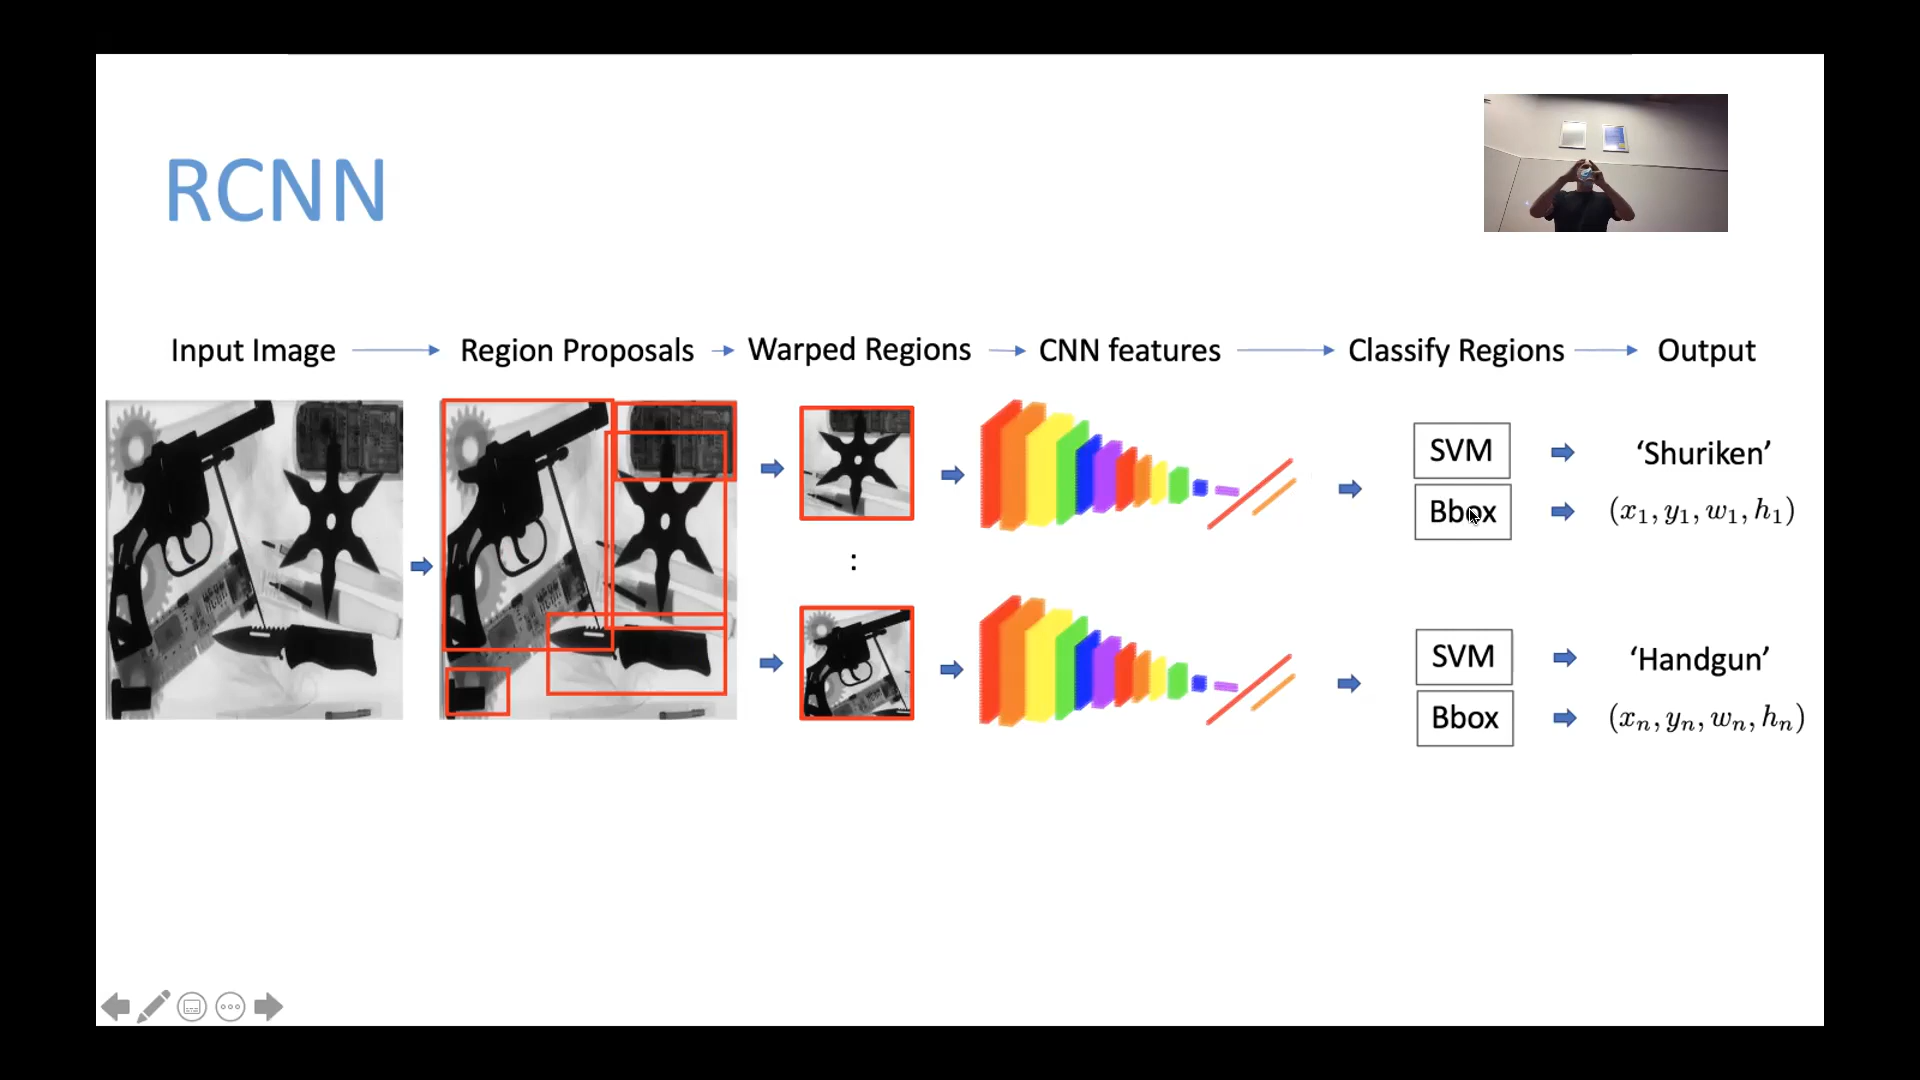 RCNN
Input Image
Region Proposals
Warped Regions
CNN features
Classify Regions
Output
SVM
‘Shuriken’
Bbox
(x₁, y₁, w₁, h₁)
:
SVM
‘Handgun’
Bbox
(xₙ, yₙ, wₙ, hₙ)